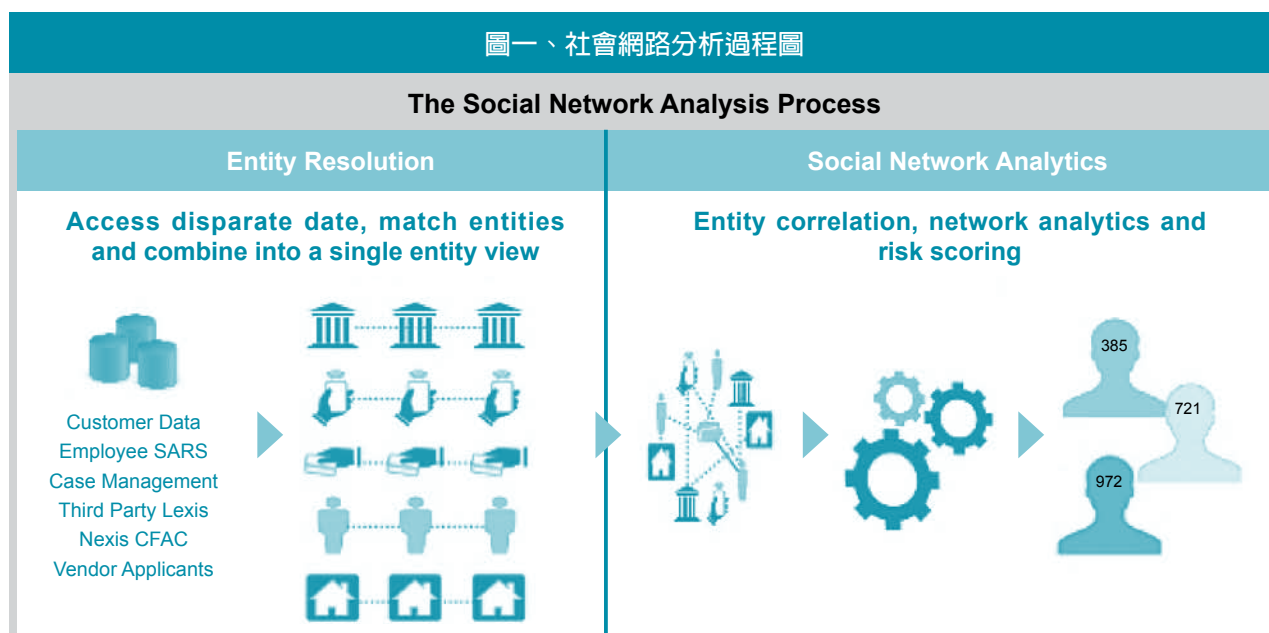 圖一、社會網路分析過程圖
The Social Network Analysis Process
Entity Resolution
Access disparate date, match entities
and combine into a single entity view
Customer Data
Employee SARS
Case Management
Third Party Lexis
Nexis CFAC
Vendor Applicants
Social Network Analytics
Entity correlation, network analytics and
risk scoring
385
721
972